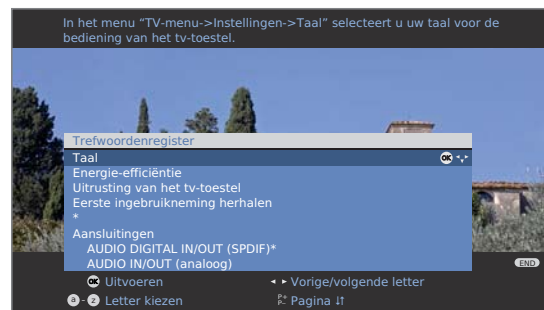 In het menu “TV-menu->Instellingen->Taal” selecteert u uw taal voor de
bediening van het tv-toestel.
Trefwoordenregister
Taal OK
Energie-efficiëntie
Uitrusting van het tv-toestel
Eerste ingebruikneming herhalen
*
Aansluitingen
AUDIO DIGITAL IN/OUT (SPDIF)*
AUDIO IN/OUT (analoog)
END
OK Uitvoeren
Vorige/volgende letter
a - z Letter kiezen
P+ P- Pagina ↓↑